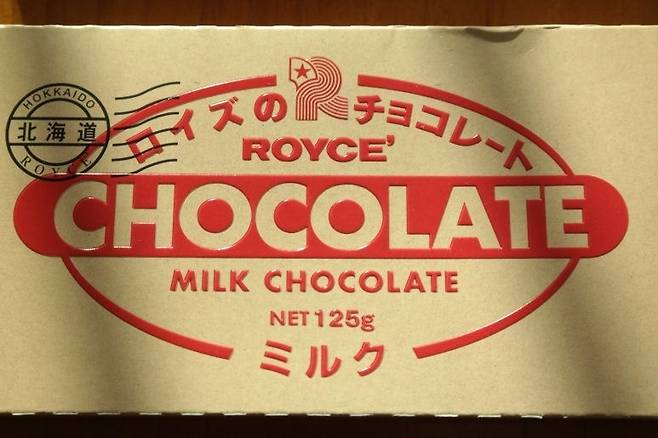 HOKKAIDO
北海道
ROYCE
ロイズのチョコレート
ROYCE'
CHOCOLATE
MILK CHOCOLATE
NET 125g
ミルク